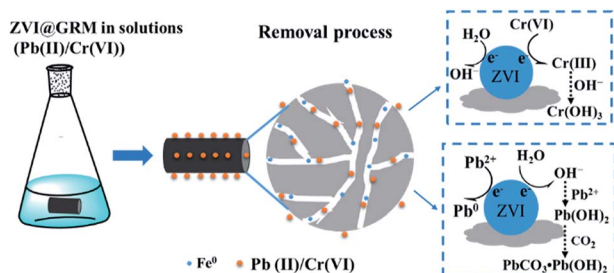 ZVI@GRM in solutions
(Pb(II)/Cr(VI))
Removal process
Fe⁰
Pb (II)/Cr(VI)
Cr(VI)
H₂O
e⁻ e⁻
ZVI
OH⁻
Cr(III)
OH⁻
Cr(OH)₃
Pb²⁺
H₂O
OH⁻
e⁻ e⁻
ZVI
Pb⁰
Pb²⁺
Pb(OH)₂
CO₂
PbCO₃•Pb(OH)₂